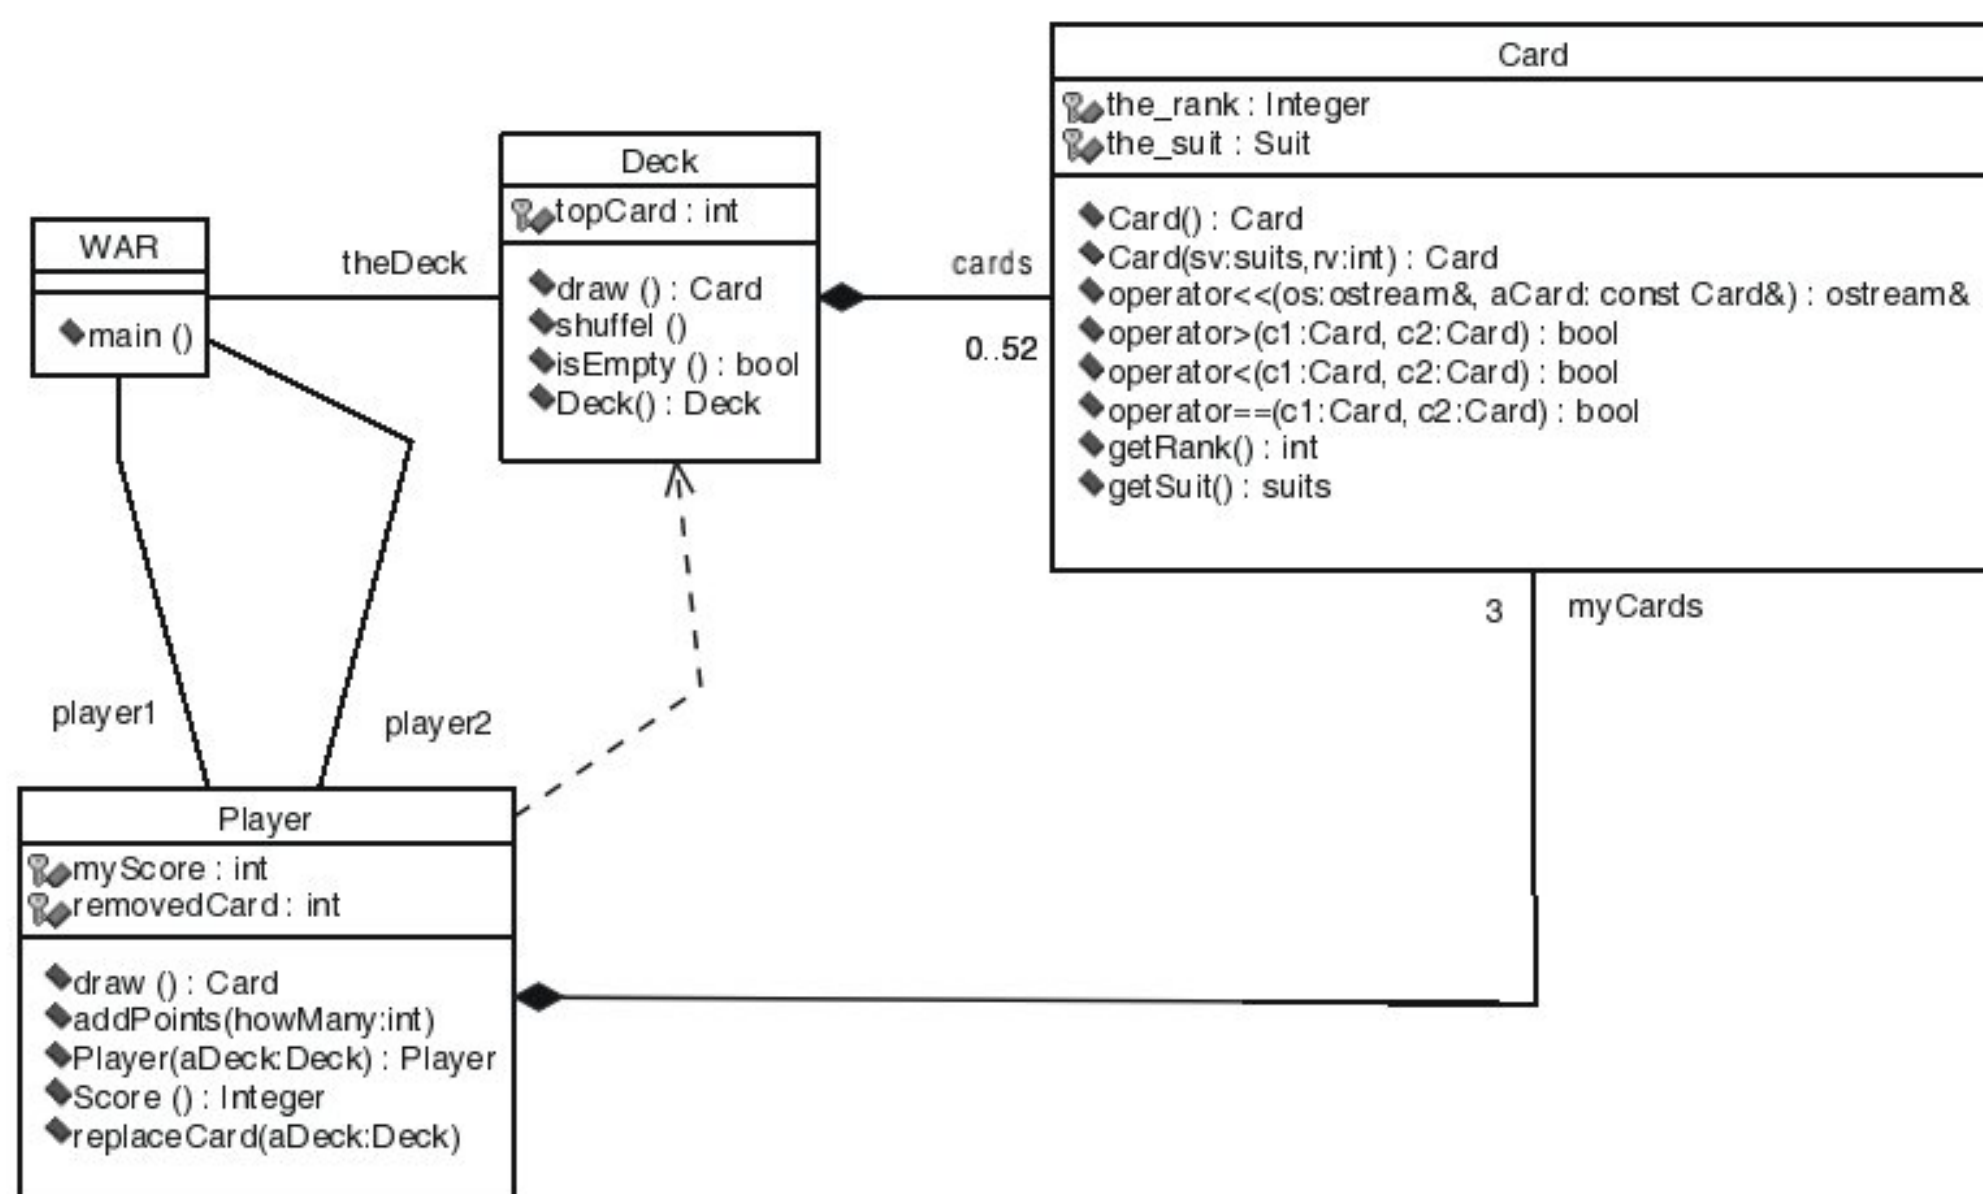 WAR
main ()
theDeck
Deck
topCard : int
draw () : Card
shuffel ()
isEmpty () : bool
Deck() : Deck
cards
0..52
Card
the_rank : Integer
the_suit : Suit
Card() : Card
Card(sv:suits,rv:int) : Card
operator<<(os:ostream&, aCard: const Card&) : ostream&
operator>(c1:Card, c2:Card) : bool
operator<(c1:Card, c2:Card) : bool
operator==(c1:Card, c2:Card) : bool
getRank() : int
getSuit() : suits
3
myCards
player1
player2
Player
myScore : int
removedCard : int
draw () : Card
addPoints(howMany:int)
Player(aDeck:Deck) : Player
Score () : Integer
replaceCard(aDeck:Deck)